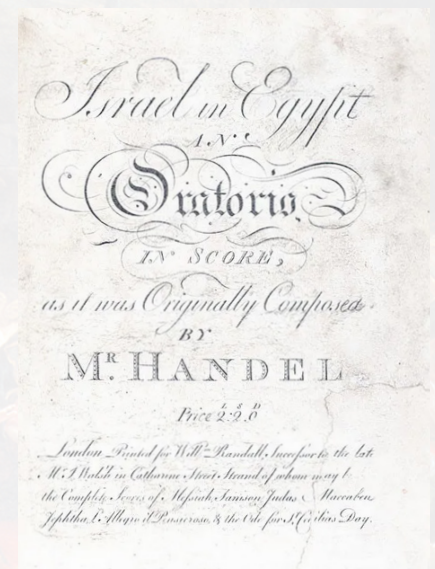 Israel in Egypt
AN
Oratorio
IN SCORE,
as it was Originally Composed
BY
MR. HANDEL
L S D
Price 2.. 2.. 0
London Printed for Willm Randall, Successor to the late
Mr. J. Walsh in Catharine Street Strand of whom may be
the Complete Scores of Messiah, Samson, Judas Maccabeu
Jephtha, L'Allegro il Pensieroso, & the Ode for St. Cecilias Day.